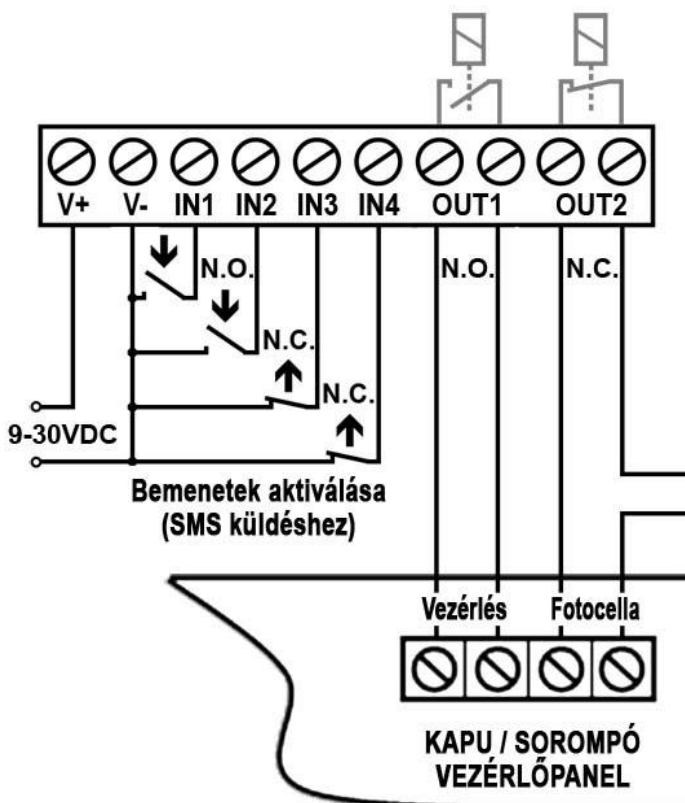 V+ V- IN1 IN2 IN3 IN4 OUT1 OUT2
N.O. N.O. N.C.
N.C.
N.C.
9-30VDC
Bemenetek aktiválása
(SMS küldéshez)
Vezérlés Fotocella
KAPU / SOROMPÓ
VEZÉRLŐPANEL